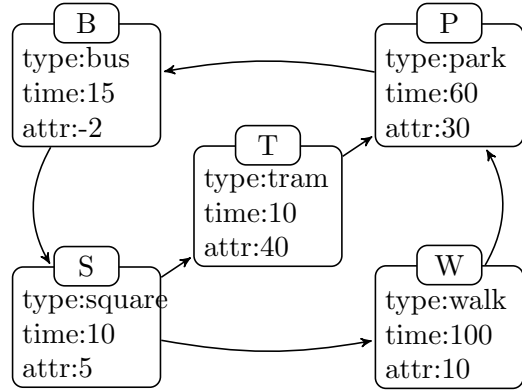 B
type:bus
time:15
attr:-2
P
type:park
time:60
attr:30
T
type:tram
time:10
attr:40
S
type:square
time:10
attr:5
W
type:walk
time:100
attr:10